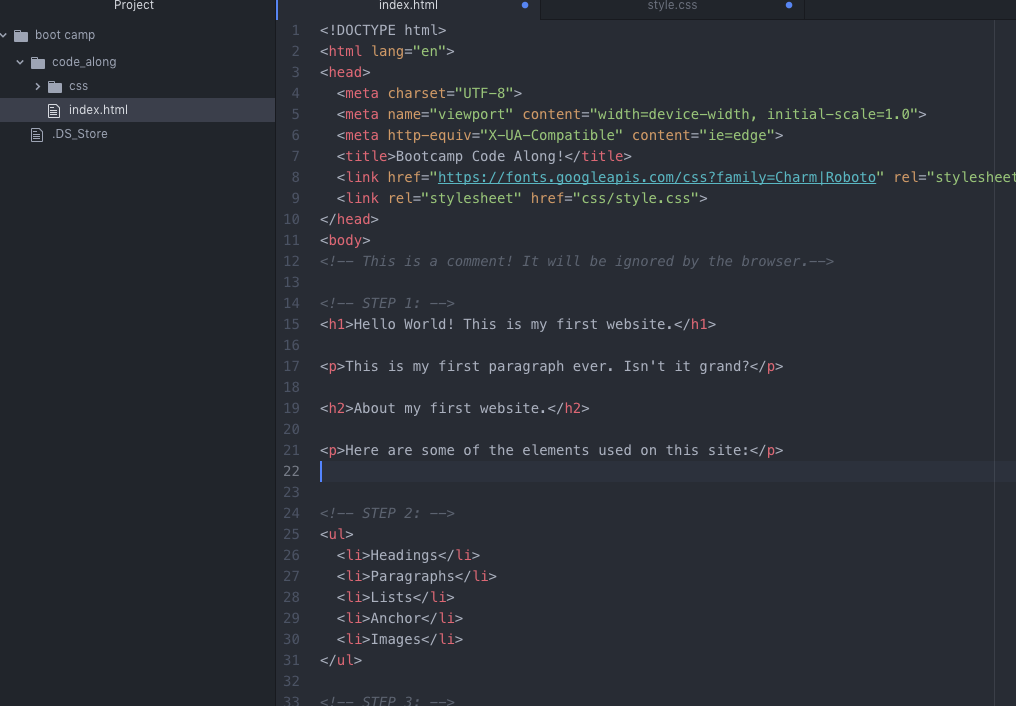 Project
boot camp
code_along
css
index.html
.DS_Store
index.html
style.css
1 <!DOCTYPE html>
2 <html lang="en">
3 <head>
4 <meta charset="UTF-8">
5 <meta name="viewport" content="width=device-width, initial-scale=1.0">
6 <meta http-equiv="X-UA-Compatible" content="ie=edge">
7 <title>Bootcamp Code Along!</title>
8 <link href="https://fonts.googleapis.com/css?family=Charm|Roboto" rel="stylesheet
9 <link rel="stylesheet" href="css/style.css">
10 </head>
11 <body>
12 <!-- This is a comment! It will be ignored by the browser.-->
13
14 <!-- STEP 1: -->
15 <h1>Hello World! This is my first website.</h1>
16
17 <p>This is my first paragraph ever. Isn't it grand?</p>
18
19 <h2>About my first website.</h2>
20
21 <p>Here are some of the elements used on this site:</p>
22
23
24 <!-- STEP 2: -->
25 <ul>
26 <li>Headings</li>
27 <li>Paragraphs</li>
28 <li>Lists</li>
29 <li>Anchor</li>
30 <li>Images</li>
31 </ul>
32
33 <!-- STEP 3: -->